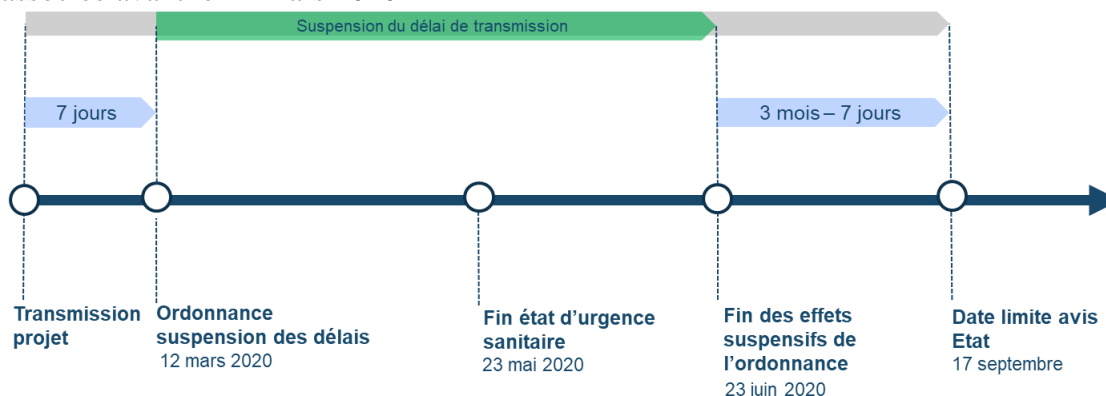 Suspension du délai de transmission
7 jours
3 mois – 7 jours
Transmission
projet
Ordonnance
suspension des délais
12 mars 2020
Fin état d’urgence
sanitaire
23 mai 2020
Fin des effets
suspensifs de
l’ordonnance
23 juin 2020
Date limite avis
Etat
17 septembre